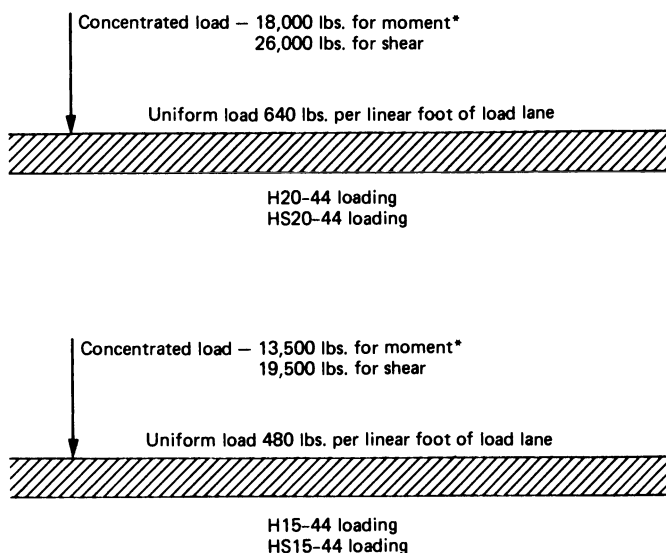 Concentrated load – 18,000 lbs. for moment*
26,000 lbs. for shear
Uniform load 640 lbs. per linear foot of load lane
H20-44 loading
HS20-44 loading
Concentrated load – 13,500 lbs. for moment*
19,500 lbs. for shear
Uniform load 480 lbs. per linear foot of load lane
H15-44 loading
HS15-44 loading